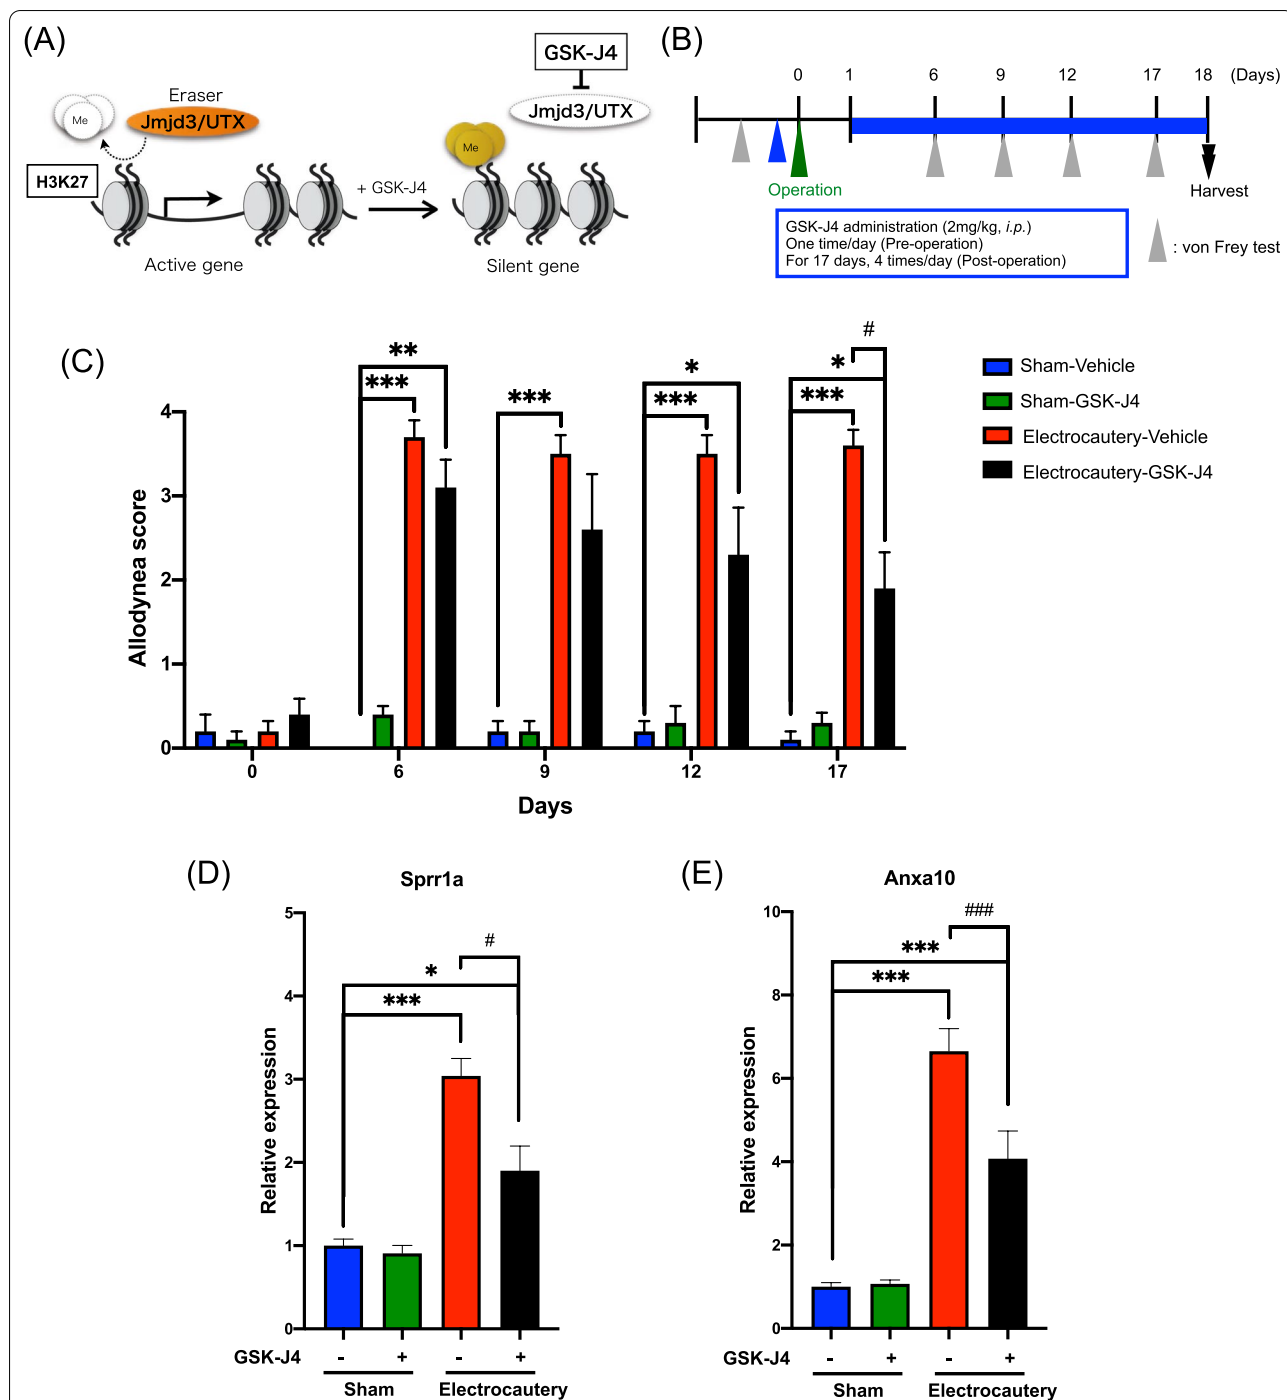 (A)
GSK-J4
Eraser
Jmjd3/UTX
Me
H3K27
Active gene
+ GSK-J4
Jmjd3/UTX
Me
Silent gene
(B)
0 1 6 9 12 17 18 (Days)
Operation
Harvest
GSK-J4 administration (2mg/kg, i.p.)
One time/day (Pre-operation)
For 17 days, 4 times/day (Post-operation)
: von Frey test
(C)
Allodynea score
4
3
2
1
0
** 
***
***
*
***
#
*
***
0 6 9 12 17
Days
Sham-Vehicle
Sham-GSK-J4
Electrocautery-Vehicle
Electrocautery-GSK-J4
(D)
Sprr1a
Relative expression
5
4
3
2
1
0
#
*
***
GSK-J4 - + - +
Sham Electrocautery
(E)
Anxa10
Relative expression
10
8
6
4
2
0
###
***
***
GSK-J4 - + - +
Sham Electrocautery